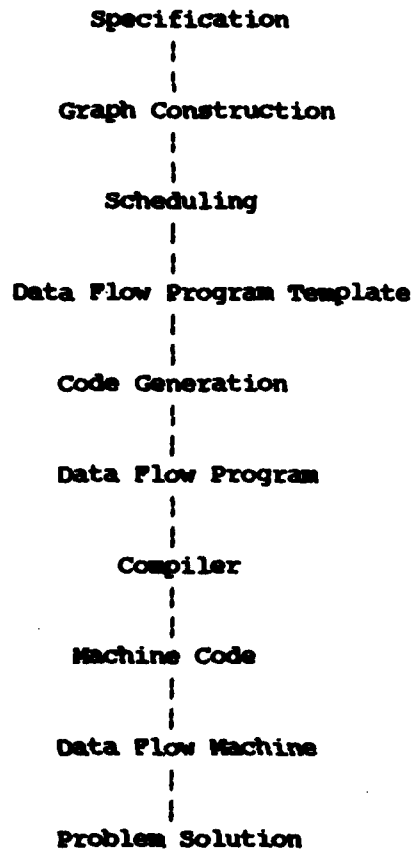 Specification
Graph Construction
Scheduling
Data Flow Program Template
Code Generation
Data Flow Program
Compiler
Machine Code
Data Flow Machine
Problem Solution